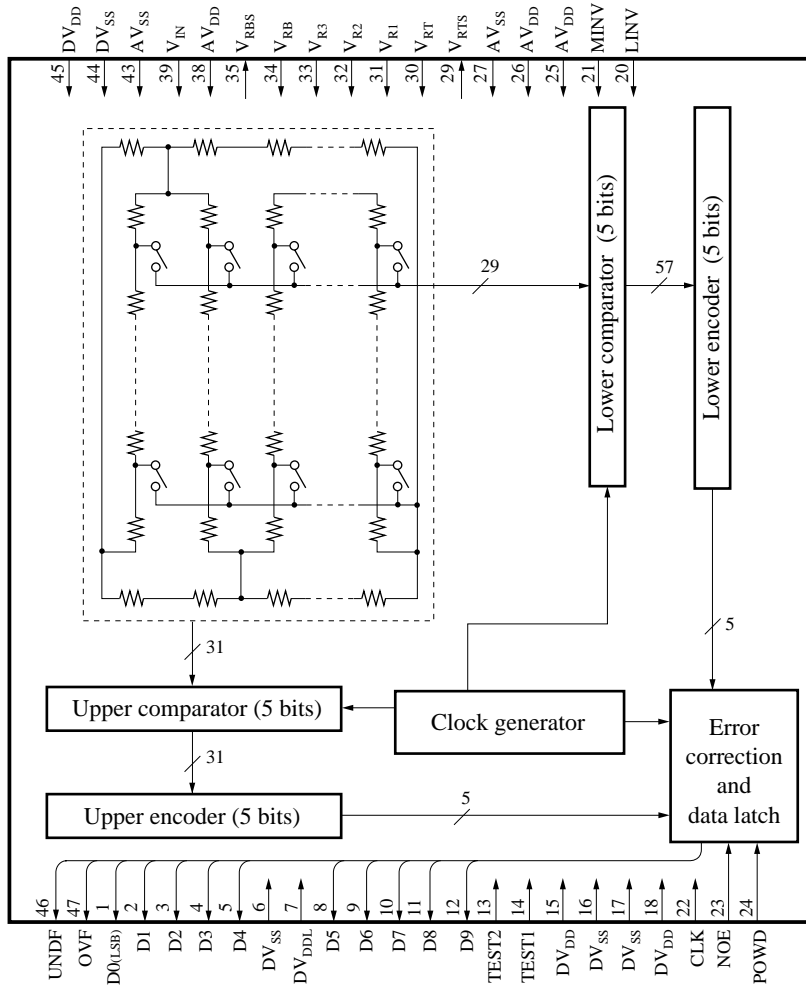 DVDD
DVSS
AVSS
VIN
AVDD
VRBS
VRB
VR3
VR2
VR1
VRT
VRTS
AVSS
AVDD
AVDD
MINV
LINV
45
44
43
39
38
35
34
33
32
31
30
29
27
26
25
21
20
29
Lower comparator (5 bits)
57
Lower encoder (5 bits)
31
5
Upper comparator (5 bits)
Clock generator
Error
correction
and
data latch
31
Upper encoder (5 bits)
5
46
47
1
2
3
4
5
6
7
8
9
10
11
12
13
14
15
16
17
18
22
23
24
UNDF
OVF
D0(LSB)
D1
D2
D3
D4
DVSS
DVDDL
D5
D6
D7
D8
D9
TEST2
TEST1
DVDD
DVSS
DVSS
DVDD
CLK
NOE
POWD